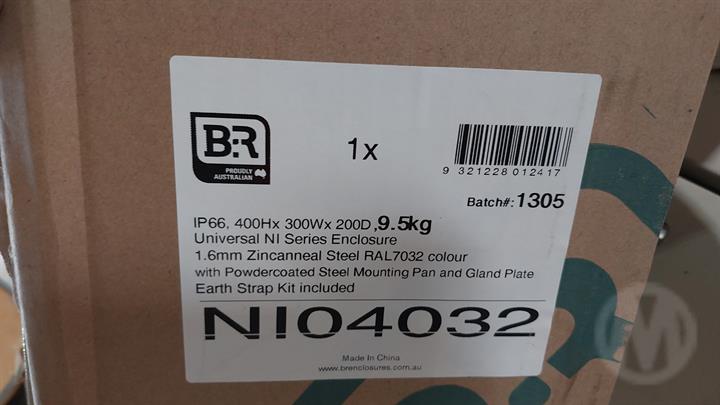 B:R
PROUDLY
AUSTRALIAN
1x
9 321228 012417
Batch#: 1305
IP66, 400Hx 300Wx 200D, 9.5kg
Universal NI Series Enclosure
1.6mm Zincanneal Steel RAL7032 colour
with Powdercoated Steel Mounting Pan and Gland Plate
Earth Strap Kit included
NI04032
Made In China
www.brenclosures.com.au
M